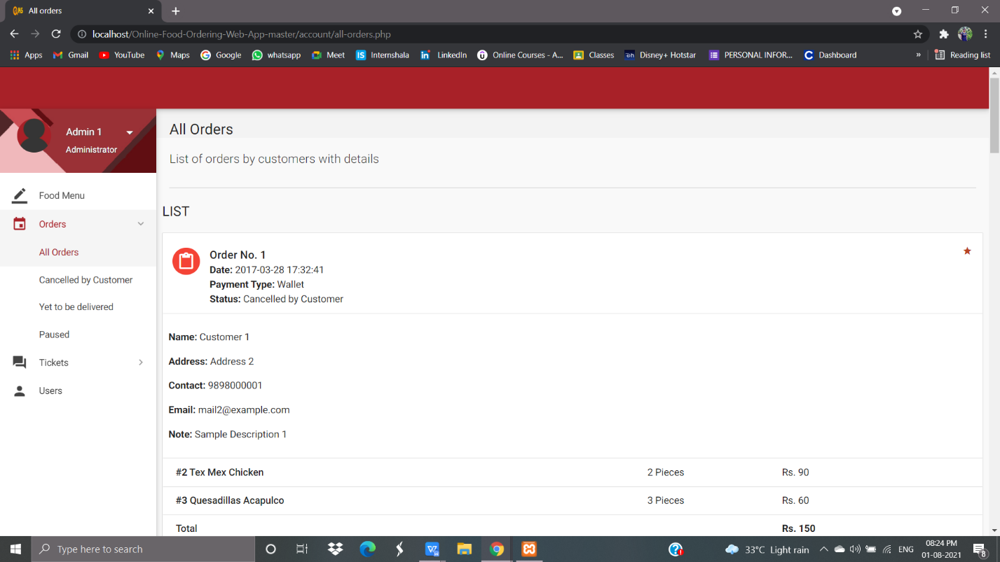 All orders
localhost/Online-Food-Ordering-Web-App-master/account/all-orders.php
Apps Gmail YouTube Maps Google whatsapp Meet Internshala LinkedIn Online Courses - A... Classes Disney+ Hotstar PERSONAL INFOR... Dashboard » Reading list
Admin 1
Administrator
Food Menu
Orders
All Orders
Cancelled by Customer
Yet to be delivered
Paused
Tickets
Users
All Orders
List of orders by customers with details
LIST
Order No. 1
Date: 2017-03-28 17:32:41
Payment Type: Wallet
Status: Cancelled by Customer
Name: Customer 1
Address: Address 2
Contact: 9898000001
Email: mail2@example.com
Note: Sample Description 1
#2 Tex Mex Chicken 2 Pieces Rs. 90
#3 Quesadillas Acapulco 3 Pieces Rs. 60
Total Rs. 150
Type here to search
33°C Light rain
ENG
08:24 PM
01-08-2021
8